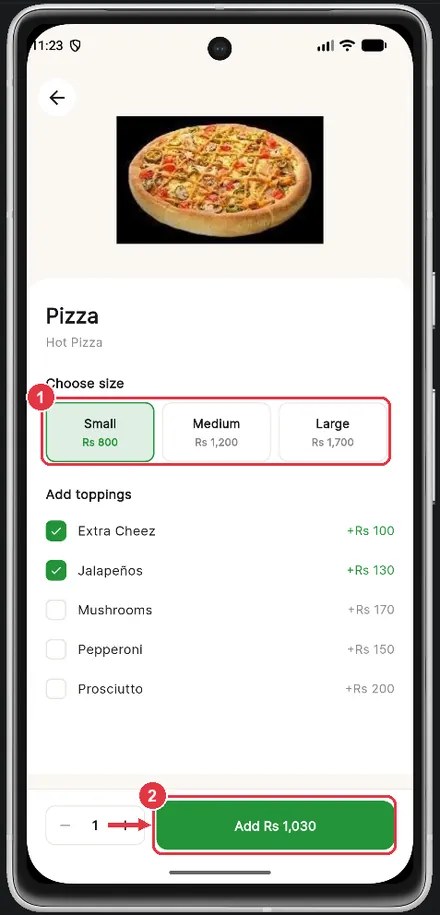 11:23
Pizza
Hot Pizza
Choose size
1
Small Medium Large
Rs 800 Rs 1,200 Rs 1,700
Add toppings
Extra Cheez +Rs 100
Jalapeños +Rs 130
Mushrooms +Rs 170
Pepperoni +Rs 150
Prosciutto +Rs 200
2
− 1 + Add Rs 1,030